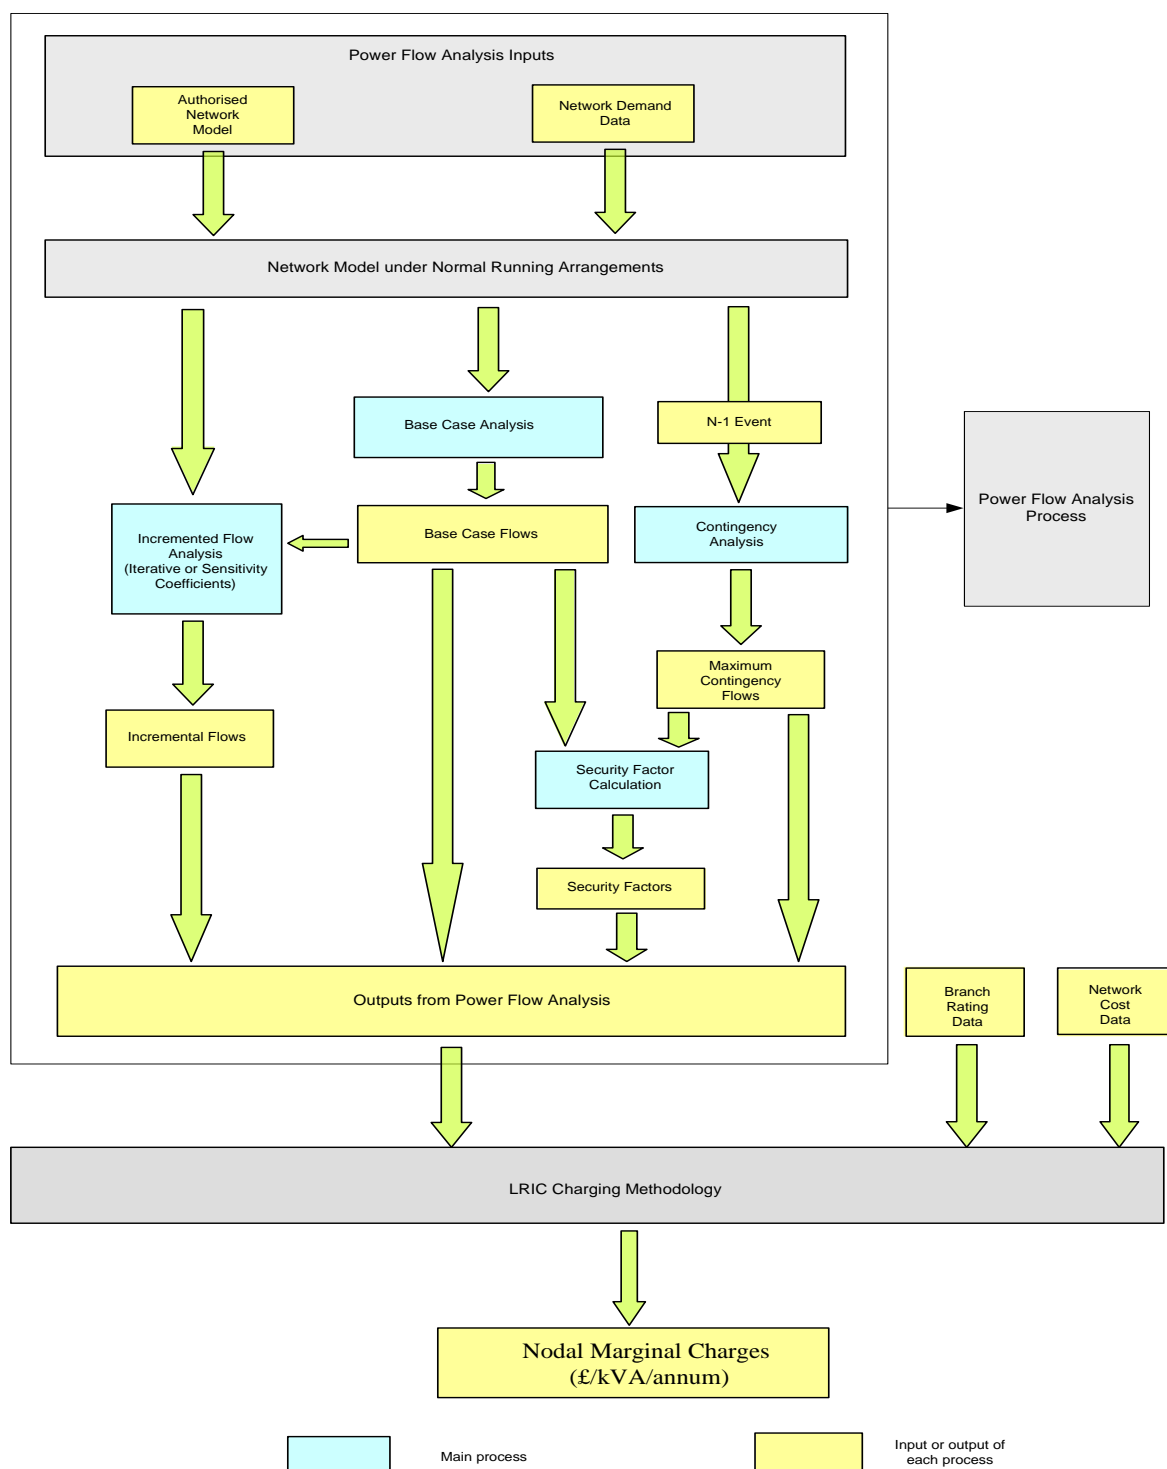 Power Flow Analysis Inputs
Authorised
Network
Model
Network Demand
Data
Network Model under Normal Running Arrangements
Base Case Analysis
N-1 Event
Power Flow Analysis
Process
Incremented Flow
Analysis
(Iterative or Sensitivity
Coefficients)
Base Case Flows
Contingency
Analysis
Maximum
Contingency
Flows
Incremental Flows
Security Factor
Calculation
Security Factors
Outputs from Power Flow Analysis
Branch
Rating
Data
Network
Cost
Data
LRIC Charging Methodology
Nodal Marginal Charges
(£/kVA/annum)
Main process
Input or output of
each process